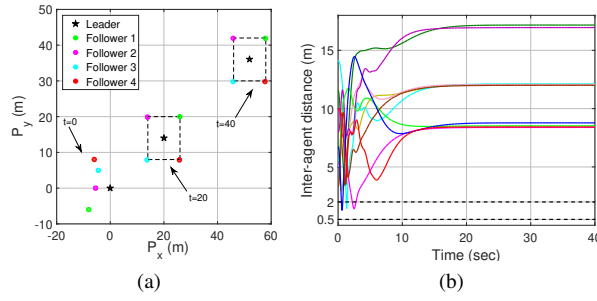 Leader
Follower 1
Follower 2
Follower 3
Follower 4
50
40
30
20
10
0
-10
P_y (m)
t=0
t=40
t=20
-20
0
20
40
60
P_x (m)
(a)
15
10
8
5
2
0.5
Inter-agent distance (m)
0
10
20
30
40
Time (sec)
(b)